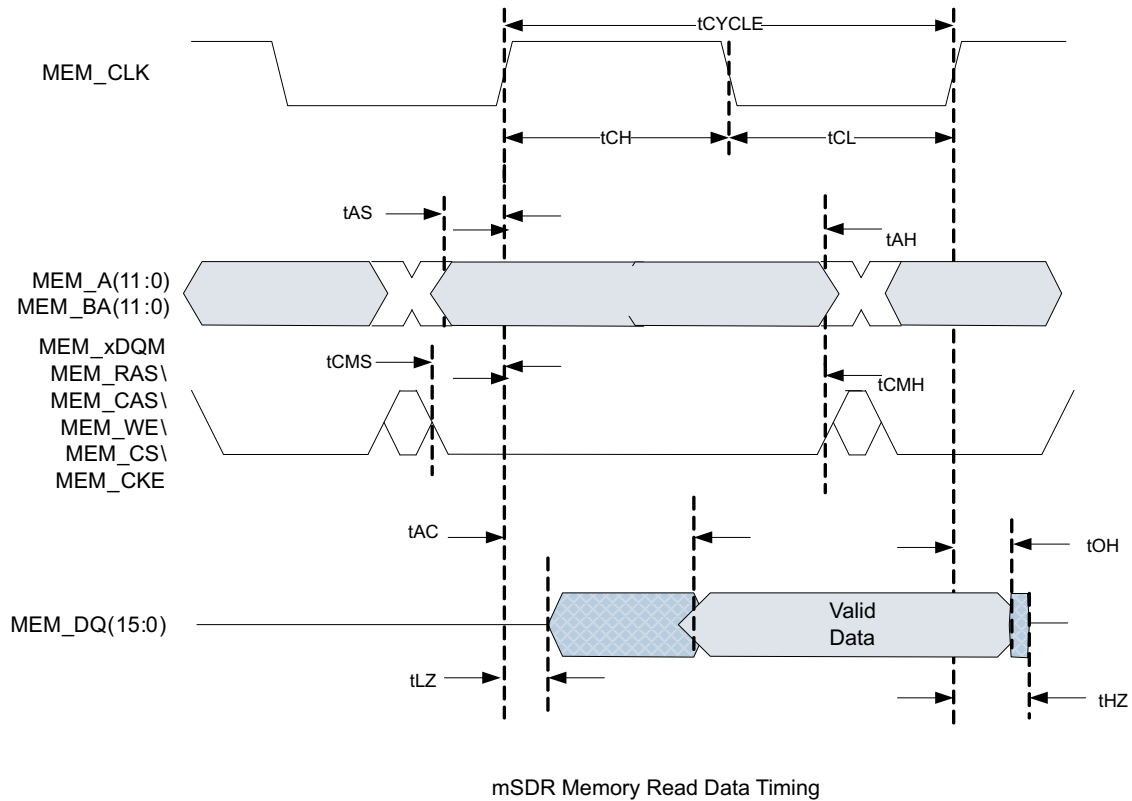 tCYCLE
MEM_CLK
tCH
tCL
tAS
tAH
MEM_A(11:0)
MEM_BA(11:0)
MEM_xDQM
MEM_RAS\
MEM_CAS\
MEM_WE\
MEM_CS\
MEM_CKE
tCMS
tCMH
tAC
tOH
MEM_DQ(15:0)
Valid
Data
tLZ
tHZ
mSDR Memory Read Data Timing